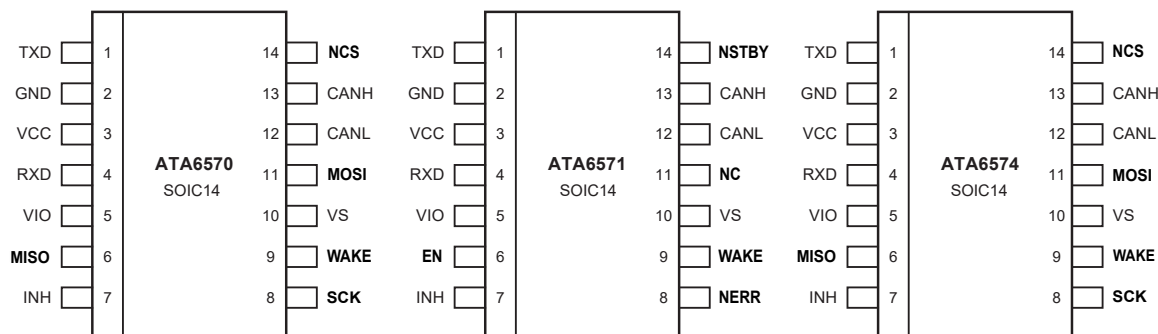 TXD 1 14 NCS TXD 1 14 NSTBY TXD 1 14 NCS
GND 2 13 CANH GND 2 13 CANH GND 2 13 CANH
VCC 3 12 CANL VCC 3 12 CANL VCC 3 12 CANL
ATA6570 ATA6571 ATA6574
RXD 4 11 MOSI RXD 4 11 NC RXD 4 11 MOSI
SOIC14 SOIC14 SOIC14
VIO 5 10 VS VIO 5 10 VS VIO 5 10 VS
MISO 6 9 WAKE EN 6 9 WAKE MISO 6 9 WAKE
INH 7 8 SCK INH 7 8 NERR INH 7 8 SCK